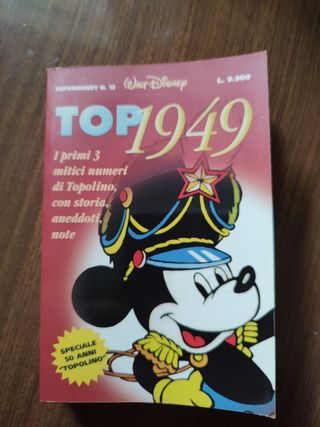 SUPERDISNEY N. 12
Walt Disney
L. 9.900
TOP 1949
I primi 3
mitici numeri
di Topolino,
con storia,
aneddoti,
note
SPECIALE
50 ANNI
"TOPOLINO"